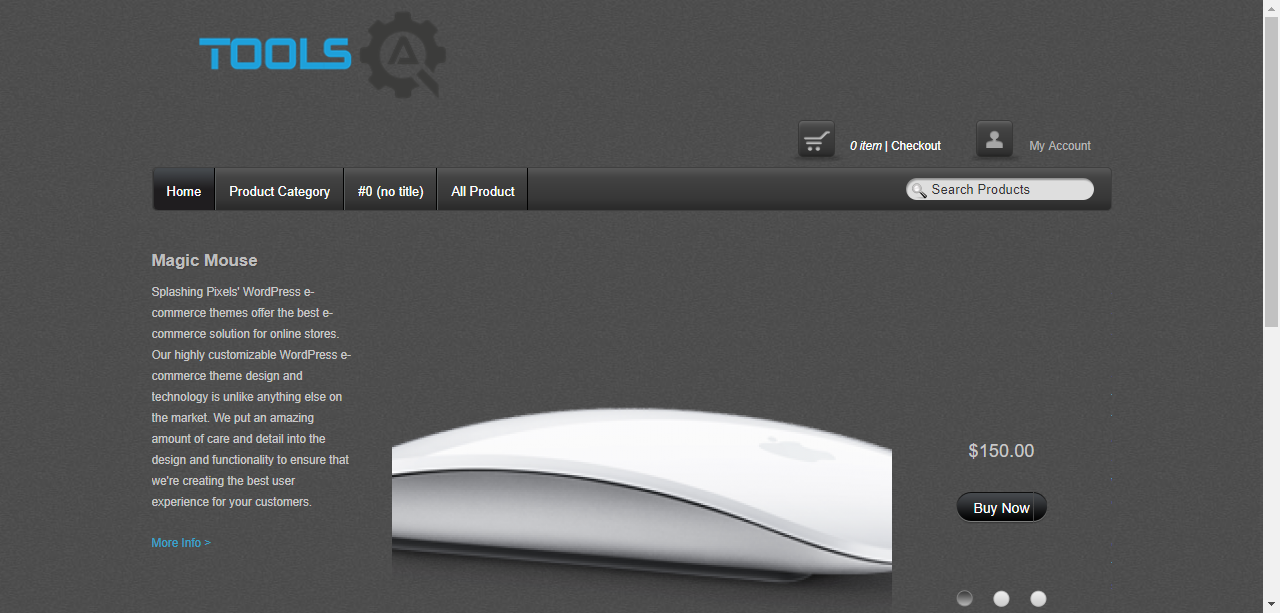 TOOLS QA
0 item | Checkout
My Account
Home
Product Category
#0 (no title)
All Product
Search Products
Magic Mouse
Splashing Pixels' WordPress e-
commerce themes offer the best e-
commerce solution for online stores.
Our highly customizable WordPress e-
commerce theme design and
technology is unlike anything else on
the market. We put an amazing
amount of care and detail into the
design and functionality to ensure that
we're creating the best user
experience for your customers.
More Info >
$150.00
Buy Now